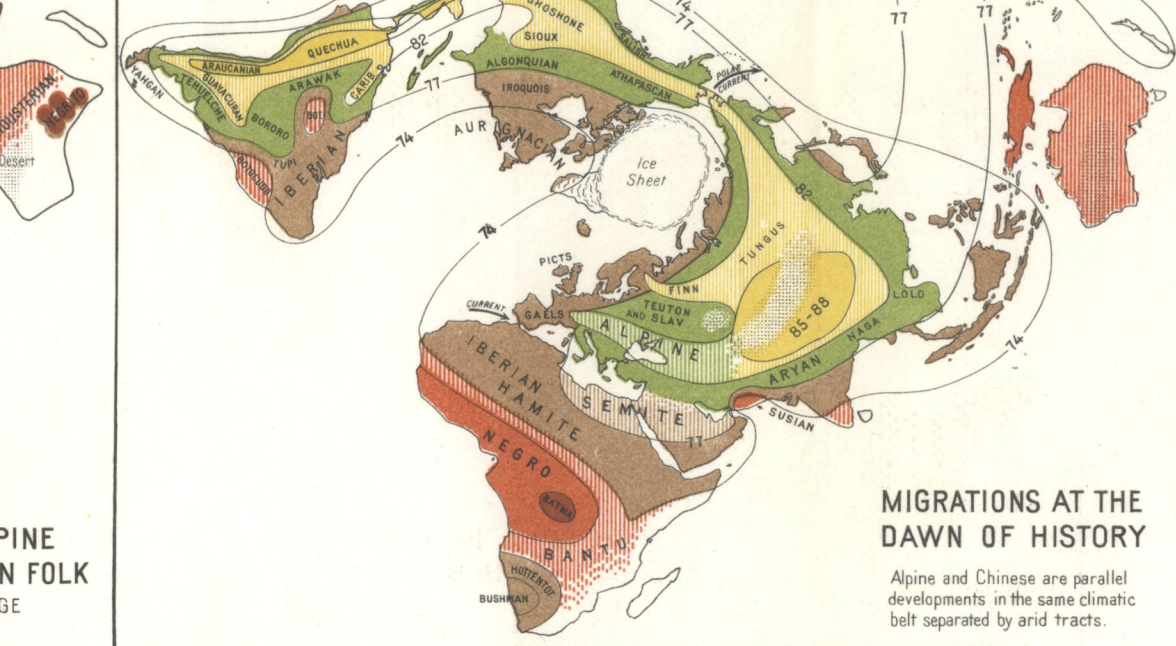 MOUSTERIAN
NEGRO
Desert
PINE
N FOLK
GE
77
77
77
SHOSHONE
SIOUX
ALGONQUIAN
ATHAPASCAN
IROQUOIS
AURIGNACIAN
POLAR
CURRENT
QUECHUA
82
77
ARAUCANIAN
GUAYACURAN
ARAWAK
CARIB
YAHGAN
TEHUELCHE
BORORO
BOT.
TUPI
BOTOCUDO
IBERIAN
74
Ice
Sheet
82
74
TUNGUS
PICTS
FINN
CURRENT
GAELS
TEUTON
AND SLAV
ALPINE
85-88
LOLO
NAGA
ARYAN
74
IBERIAN
HAMITE
SEMITE
77
SUSIAN
NEGRO
BATWA
BANTU
HOTTENTOT
BUSHMAN
MIGRATIONS AT THE
DAWN OF HISTORY
Alpine and Chinese are parallel
developments in the same climatic
belt separated by arid tracts.